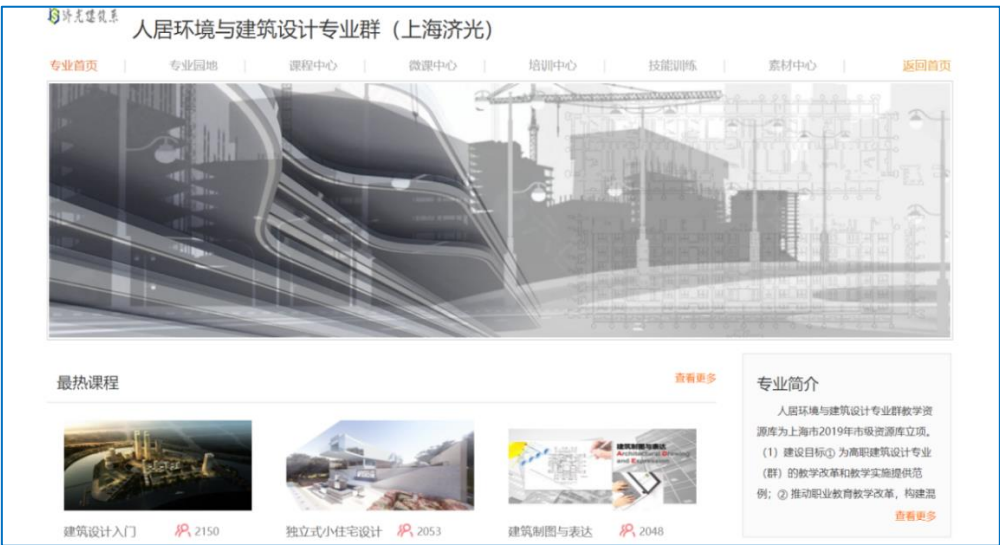 济光建筑系
人居环境与建筑设计专业群（上海济光）
专业首页 | 专业园地 | 课程中心 | 微课中心 | 培训中心 | 技能训练 | 素材中心 | 返回首页
最热课程
查看更多
建筑制图与表达
Architectural Drawing
and Expression
建筑设计入门 2150
独立式小住宅设计 2053
建筑制图与表达 2048
专业简介
人居环境与建筑设计专业群教学资
源库为上海市2019年市级资源库立项。
（1）建设目标① 为高职建筑设计专业
（群）的教学改革和教学实施提供范
例；② 推动职业教育教学改革，构建混
查看更多